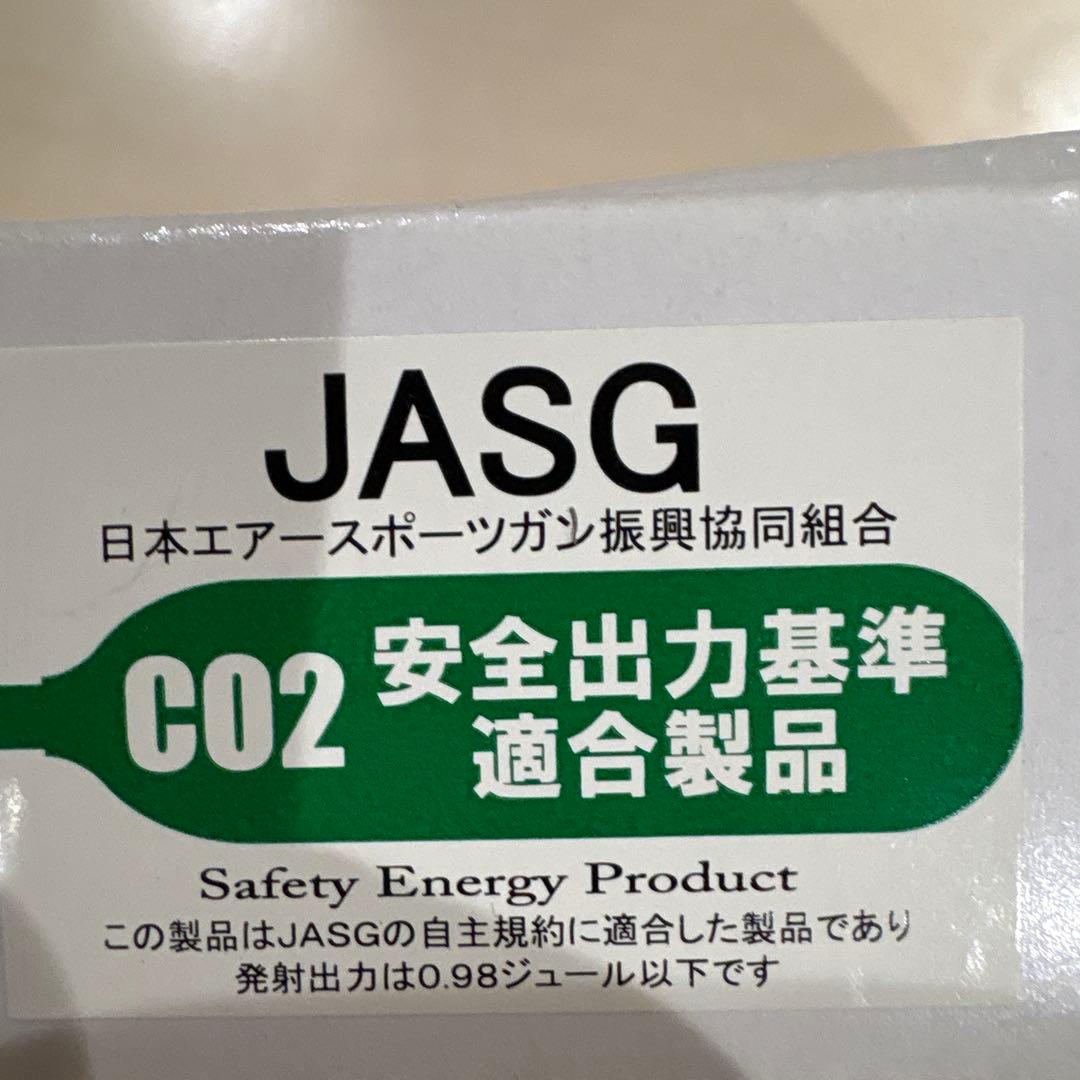 JASG
日本エアースポーツガン振興協同組合
CO2 安全出力基準
適合製品
Safety Energy Product
この製品はJASGの自主規約に適合した製品であり
発射出力は0.98ジュール以下です